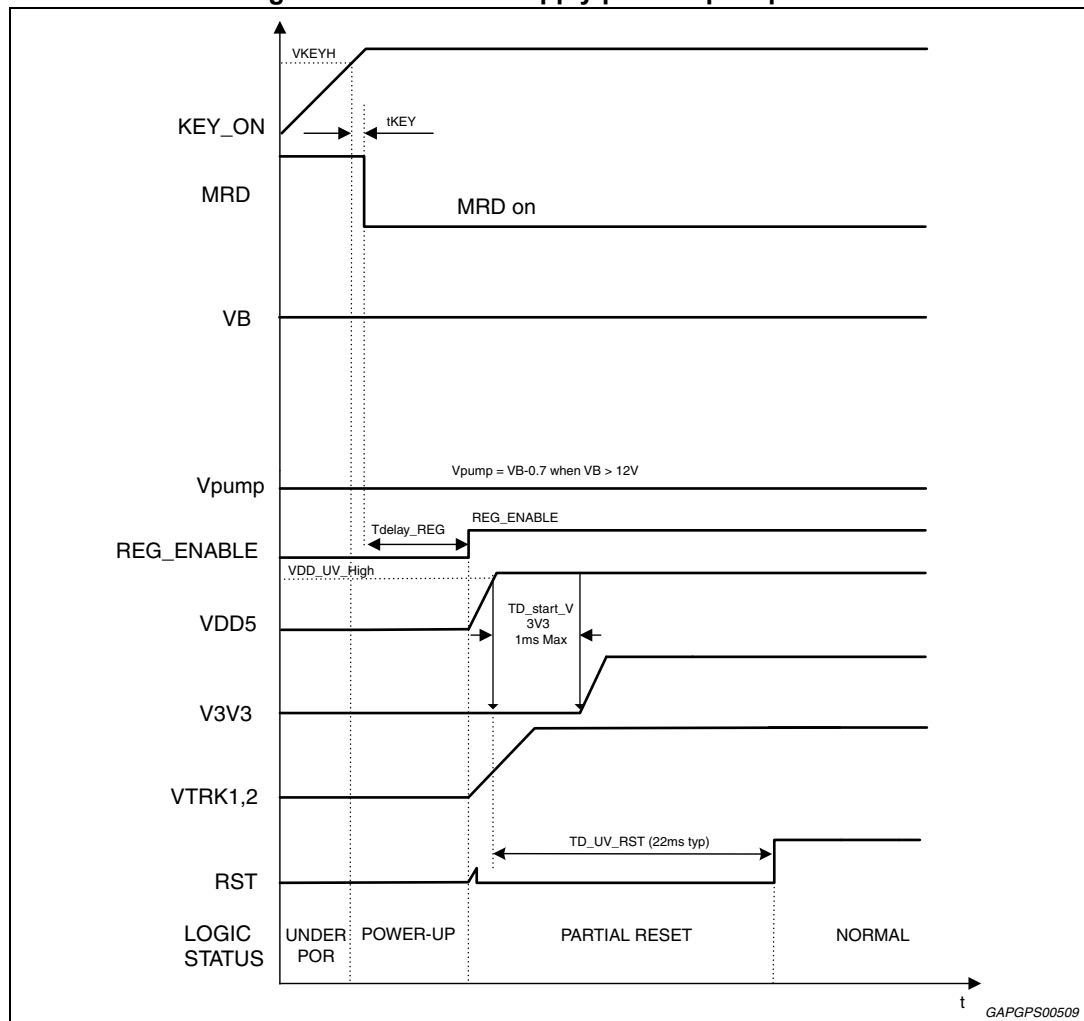 VKEYH
KEY_ON
tKEY
MRD
MRD on
VB
Vpump = VB-0.7 when VB > 12V
Vpump
REG_ENABLE
Tdelay_REG
REG_ENABLE
VDD_UV_High
VDD5
TD_start_V
3V3
1ms Max
V3V3
VTRK1,2
TD_UV_RST (22ms typ)
RST
LOGIC
STATUS
UNDER
POR
POWER-UP
PARTIAL RESET
NORMAL
t
GAPGPS00509